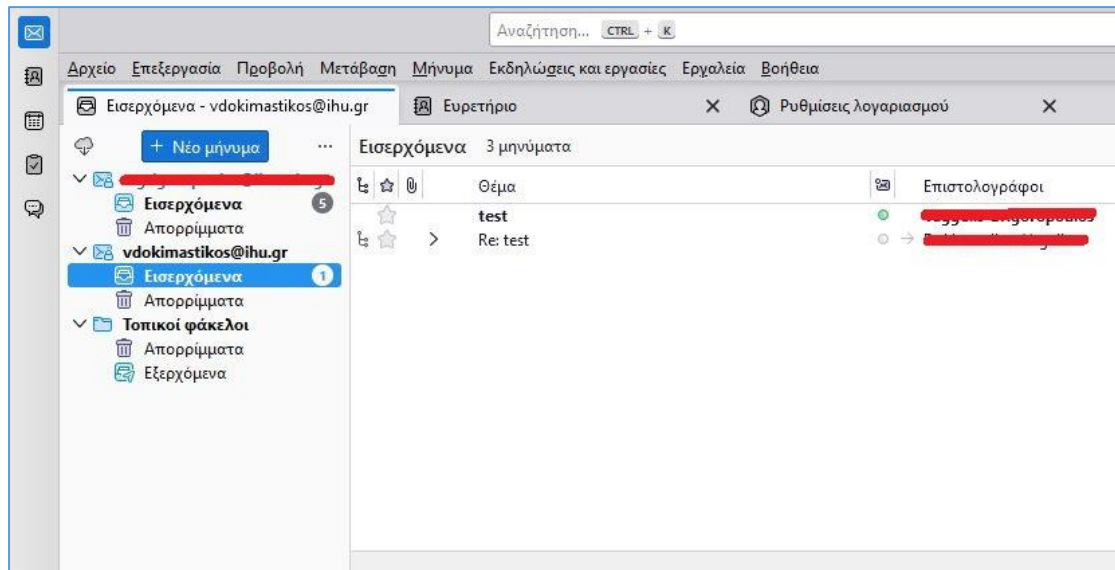 Αναζήτηση... CTRL + K
Αρχείο Επεξεργασία Προβολή Μετάβαση Μήνυμα Εκδηλώσεις και εργασίες Εργαλεία Βοήθεια
Εισερχόμενα - vdokimastikos@ihu.gr Ευρετήριο Ρυθμίσεις λογαριασμού
+ Νέο μήνυμα ...
Εισερχόμενα 3 μηνύματα
Θέμα Επιστολογράφοι
Εισερχόμενα 5
Απορρίμματα
vdokimastikos@ihu.gr
Εισερχόμενα 1
Απορρίμματα
Τοπικοί φάκελοι
Απορρίμματα
Εξερχόμενα
test
Re: test